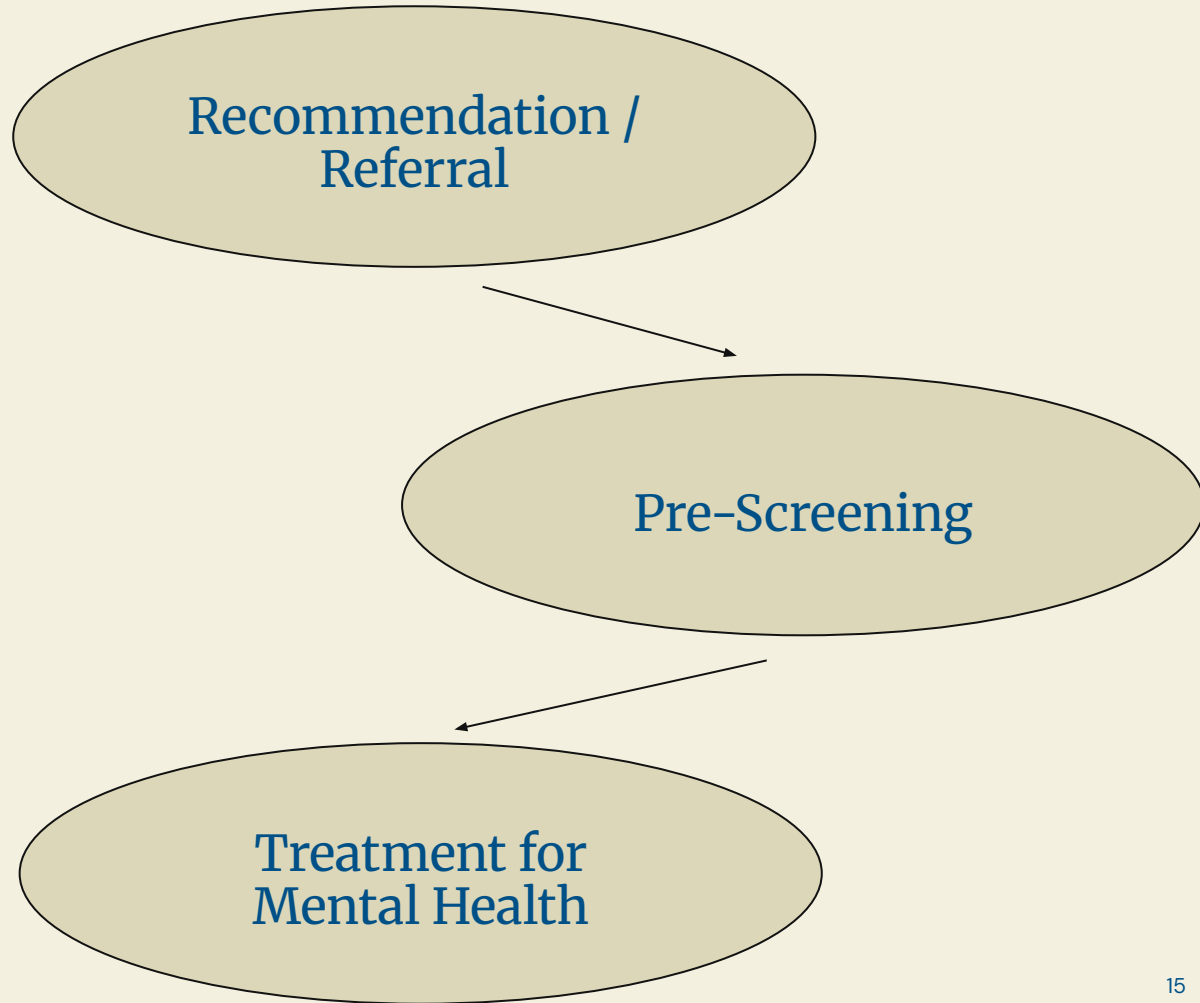 Recommendation /
Referral
Pre-Screening
Treatment for
Mental Health
15